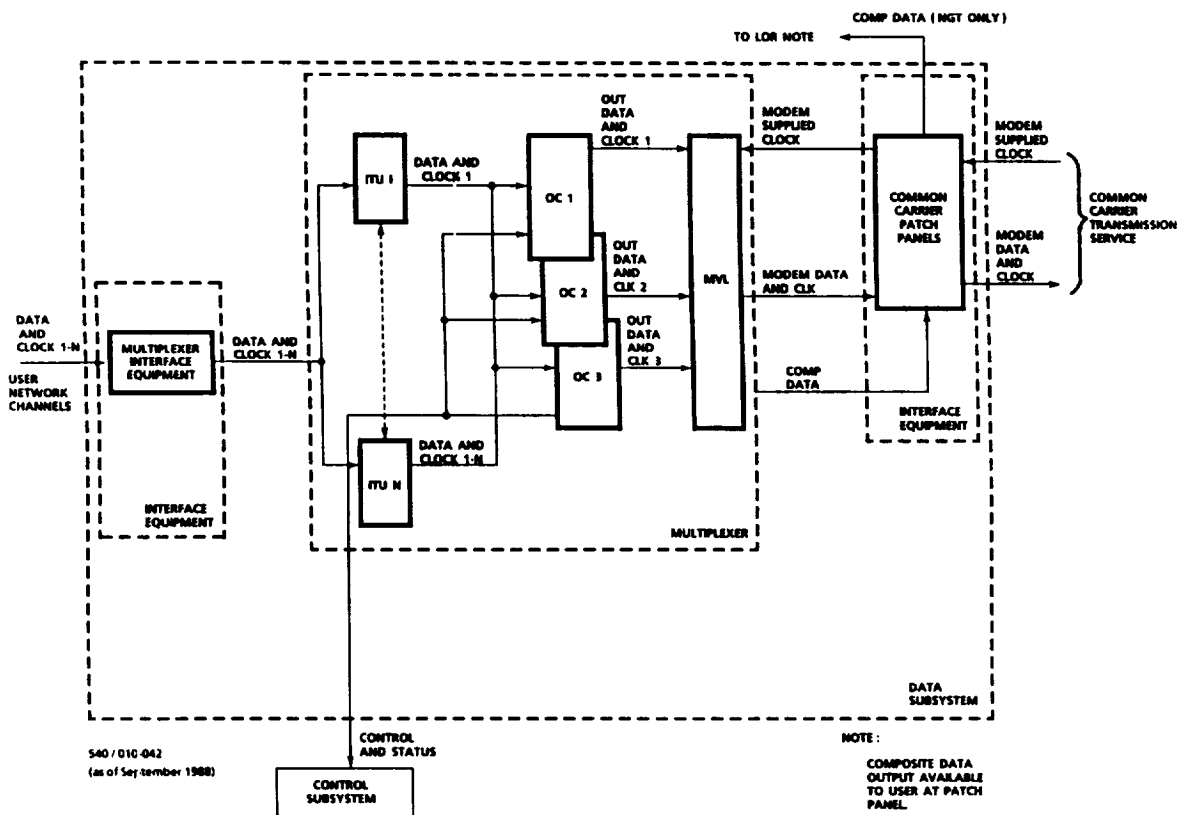 COMP DATA (NGT ONLY)
TO LOR NOTE
OUT
DATA
AND
CLOCK 1
MODEM
SUPPLIED
CLOCK
MODEM
SUPPLIED
CLOCK
ITU 1
DATA AND
CLOCK 1
OC 1
COMMON
CARRIER
PATCH
PANELS
COMMON
CARRIER
TRANSMISSION
SERVICE
OUT
DATA
AND
CLK 2
OC 2
MVL
MODEM DATA
AND CLK
MODEM
DATA
AND
CLOCK
DATA
AND
CLOCK 1-N
MULTIPLEXER
INTERFACE
EQUIPMENT
DATA AND
CLOCK 1-N
OUT
DATA
AND
CLK 3
OC 3
COMP
DATA
USER
NETWORK
CHANNELS
INTERFACE
EQUIPMENT
DATA AND
CLOCK 1-N
ITU N
INTERFACE
EQUIPMENT
MULTIPLEXER
DATA
SUBSYSTEM
CONTROL
AND STATUS
540 / 010-042
(as of September 1988)
CONTROL
SUBSYSTEM
NOTE :
COMPOSITE DATA
OUTPUT AVAILABLE
TO USER AT PATCH
PANEL.